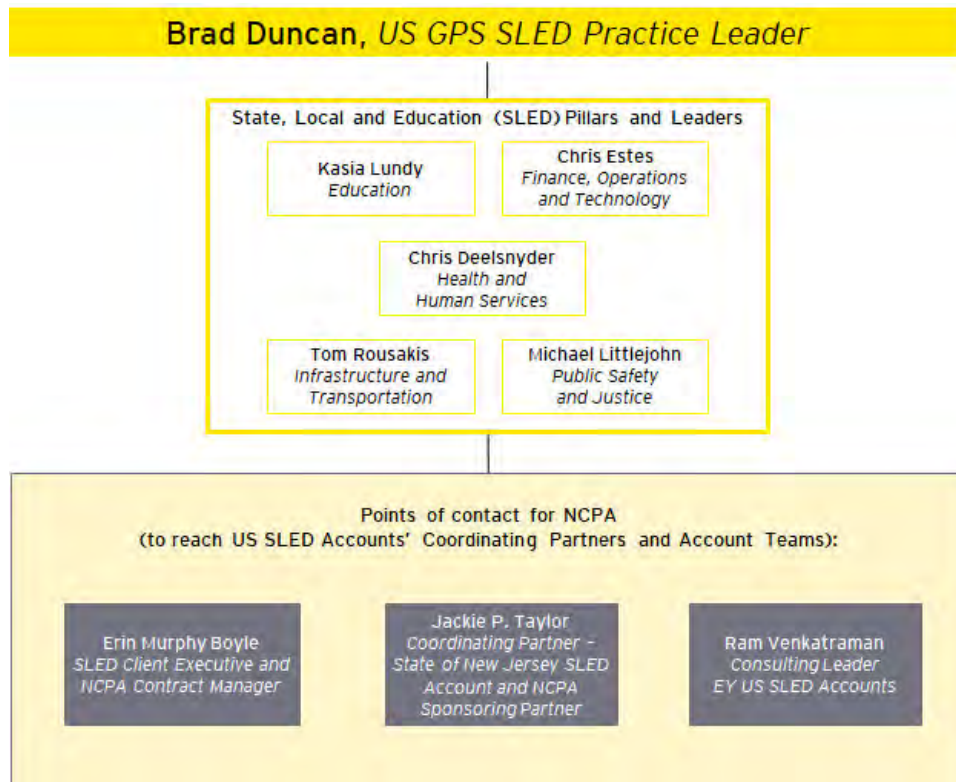 Brad Duncan, US GPS SLED Practice Leader
State, Local and Education (SLED) Pillars and Leaders
Kasia Lundy
Education
Chris Estes
Finance, Operations
and Technology
Chris Deelsnyder
Health and
Human Services
Tom Rousakis
Infrastructure and
Transportation
Michael Littlejohn
Public Safety
and Justice
Points of contact for NCPA
(to reach US SLED Accounts' Coordinating Partners and Account Teams):
Erin Murphy Boyle
SLED Client Executive and
NCPA Contract Manager
Jackie P. Taylor
Coordinating Partner –
State of New Jersey SLED
Account and NCPA
Sponsoring Partner
Ram Venkatraman
Consulting Leader
EY US SLED Accounts